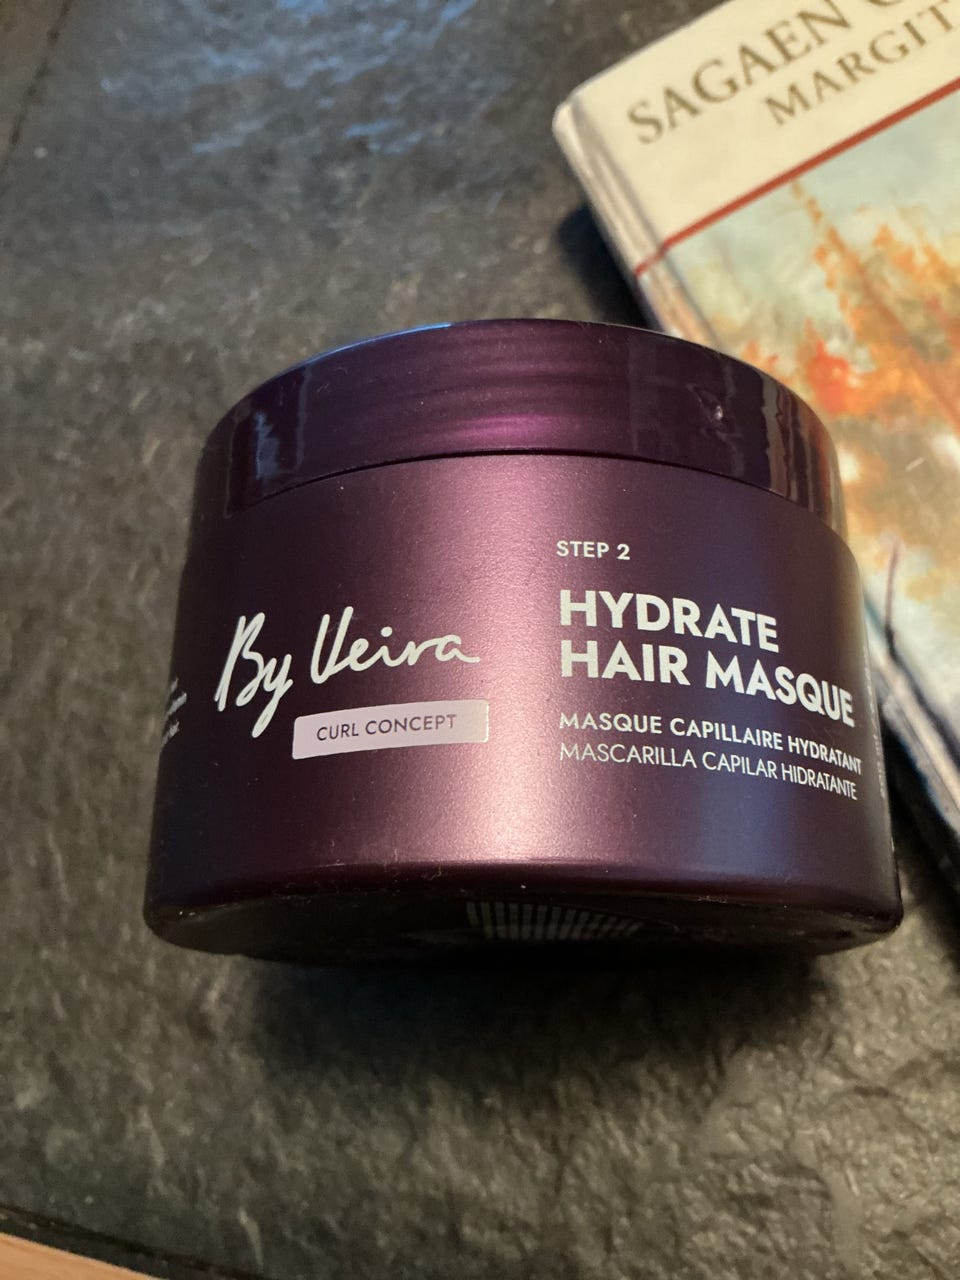 SAGAEN
MARGIT
By Veira
CURL CONCEPT
STEP 2
HYDRATE
HAIR MASQUE
MASQUE CAPILLAIRE HYDRATANT
MASCARILLA CAPILAR HIDRATANTE